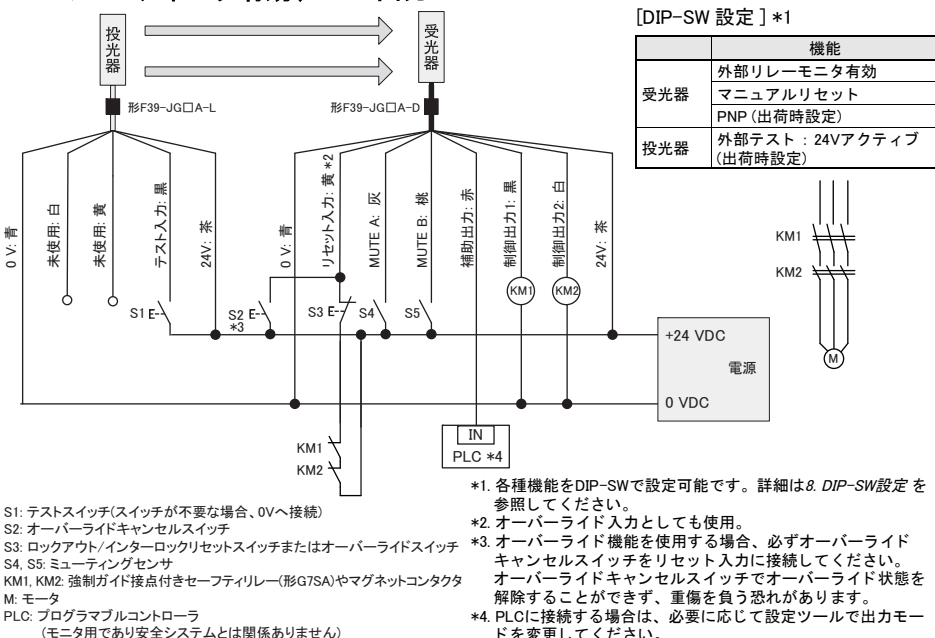 [DIP-SW 設定 ] *1
機能
受光器
外部リレーモニタ有効
マニュアルリセット
PNP (出荷時設定)
投光器
外部テスト : 24Vアクティブ
(出荷時設定)
投光器
受光器
形F39-JG□A-L
形F39-JG□A-D
0 V: 青
未使用: 白
未使用: 黄
テスト入力: 黒
24V: 茶
0 V: 青
リセット入力: 黄 *2
MUTE A: 灰
MUTE B: 桃
補助出力: 赤
制御出力1: 黒
制御出力2: 白
24V: 茶
KM1
KM2
S1
S2
*3
S3
S4
S5
KM1
KM2
M
+24 VDC
電源
0 VDC
KM1
KM2
IN
PLC *4
S1: テストスイッチ(スイッチが不要な場合、0Vへ接続)
S2: オーバーライドキャンセルスイッチ
S3: ロックアウト/インターロックリセットスイッチまたはオーバーライドスイッチ
S4, S5: ミューティングセンサ
KM1, KM2: 強制ガイド接点付きセーフティリレー(形G7SA)やマグネットコンタクタ
M: モータ
PLC: プログラマブルコントローラ
(モニタ用であり安全システムとは関係ありません)
*1. 各種機能をDIP-SWで設定可能です。詳細は8. DIP-SW設定 を
参照してください。
*2. オーバーライド入力としても使用。
*3. オーバーライド機能を使用する場合、必ずオーバーライド
キャンセルスイッチをリセット入力に接続してください。
オーバーライドキャンセルスイッチでオーバーライド状態を
解除することができず、重傷を負う恐れがあります。
*4. PLCに接続する場合は、必要に応じて設定ツールで出力モー
ドを変更してください。